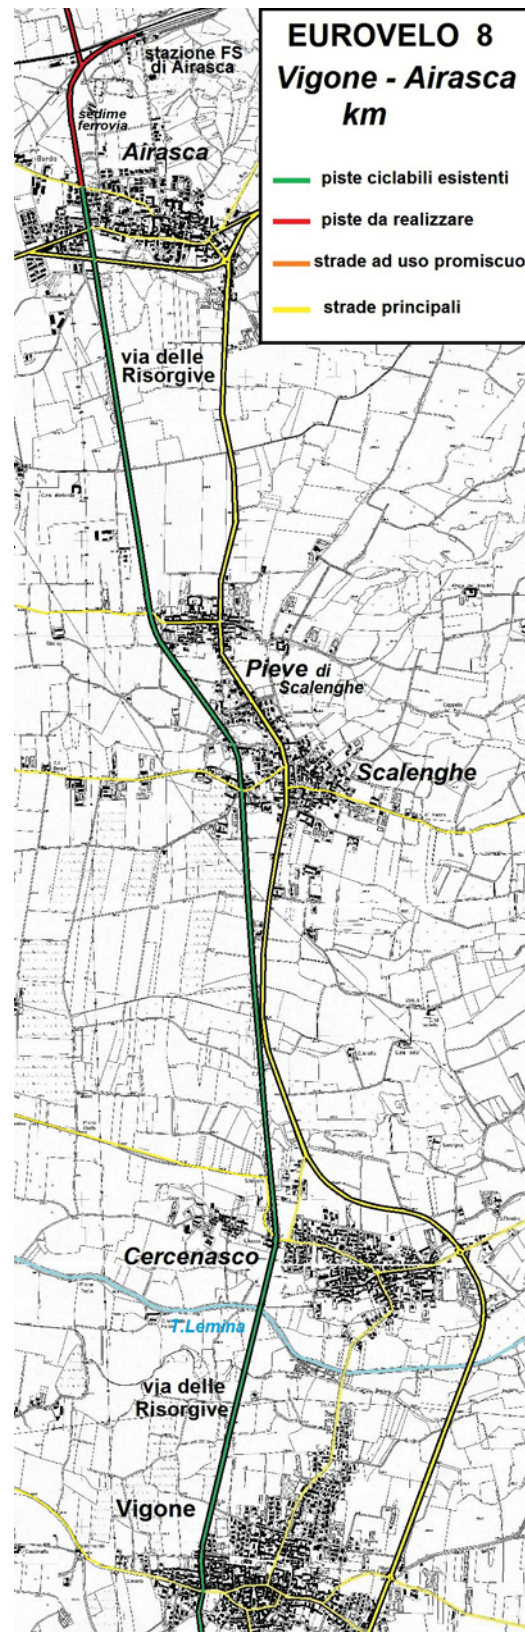 EUROVELO 8
Vigone - Airasca
km
piste ciclabili esistenti
piste da realizzare
strade ad uso promiscuo
strade principali
stazione FS
di Airasca
sedime
ferrovia
Airasca
via delle
Risorgive
Pieve di
Scalenghe
Scalenghe
Cercenasco
T.Lemina
via delle
Risorgive
Vigone